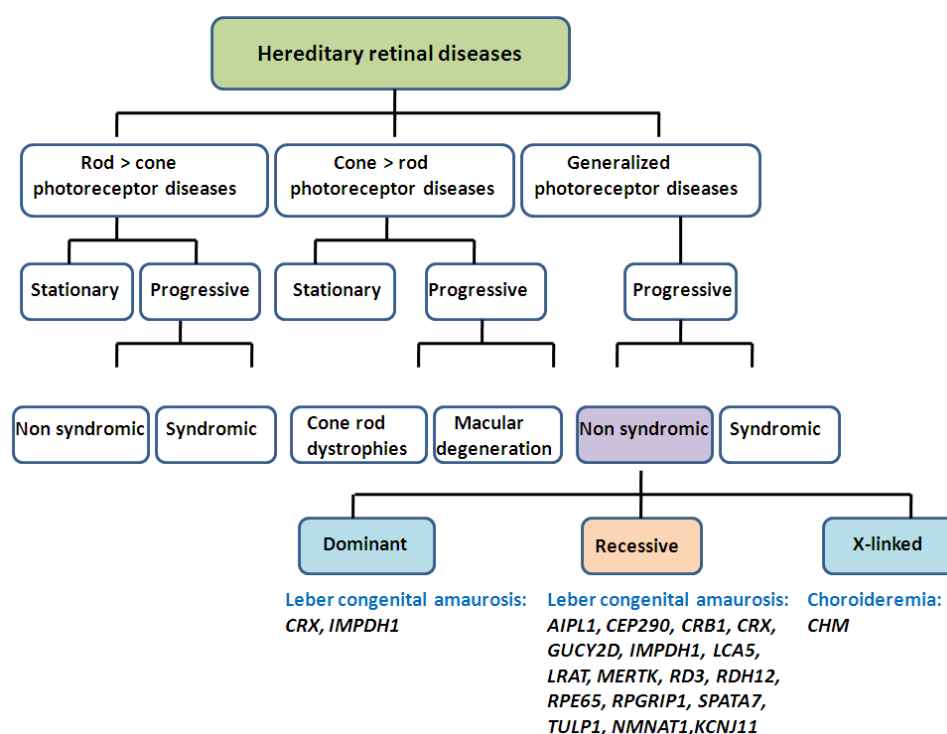 Hereditary retinal diseases
Rod > cone
photoreceptor diseases
Cone > rod
photoreceptor diseases
Generalized
photoreceptor diseases
Stationary
Progressive
Stationary
Progressive
Progressive
Non syndromic
Syndromic
Cone rod
dystrophies
Macular
degeneration
Non syndromic
Syndromic
Dominant
Recessive
X-linked
Leber congenital amaurosis:
CRX, IMPDH1
Leber congenital amaurosis:
AIPL1, CEP290, CRB1, CRX,
GUCY2D, IMPDH1, LCA5,
LRAT, MERTK, RD3, RDH12,
RPE65, RPGRIP1, SPATA7,
TULP1, NMNAT1,KCNJ11
Choroideremia:
CHM